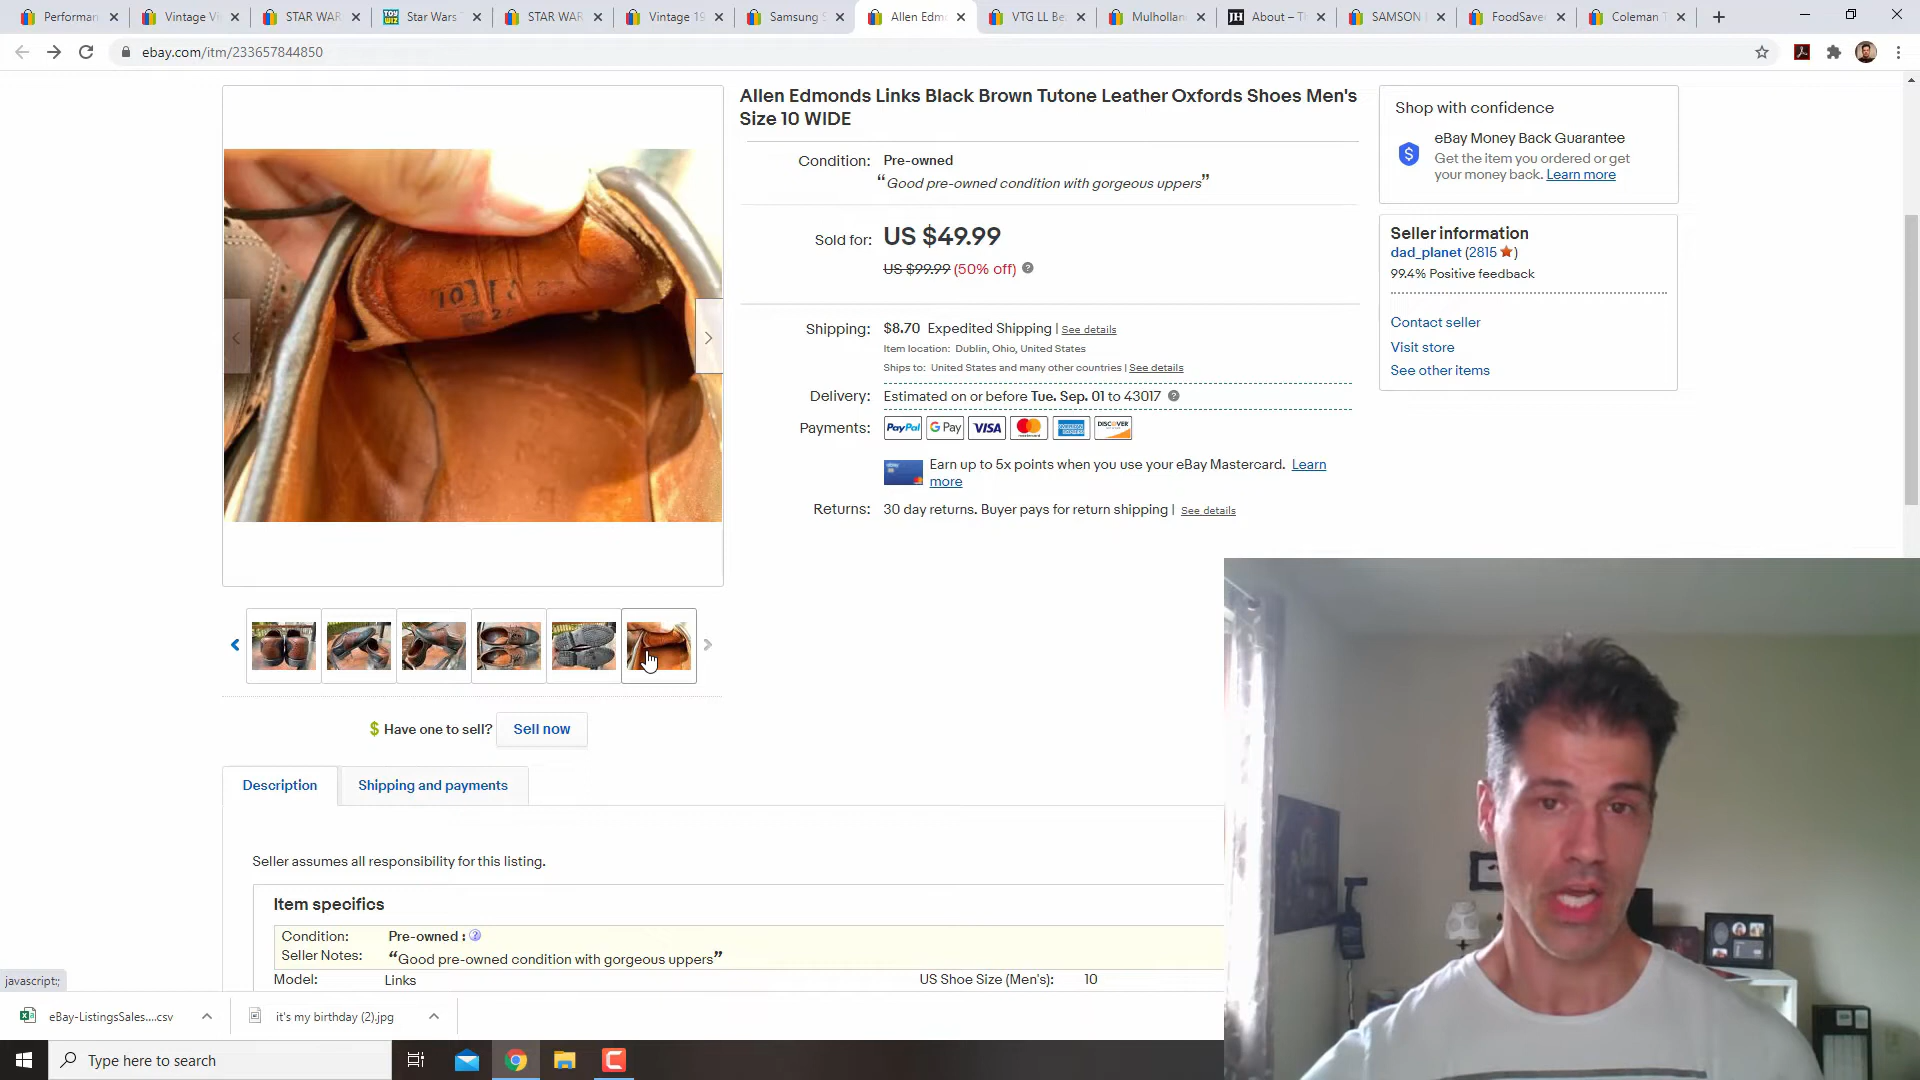 Performan
Vintage Vi
STAR WAR
Star Wars
STAR WAR
Vintage 19
Samsung S
Allen Edmo
VTG LL Be
Mulhollan
About – Th
SAMSON
FoodSave
Coleman T
ebay.com/itm/233657844850
Allen Edmonds Links Black Brown Tutone Leather Oxfords Shoes Men's
Size 10 WIDE
Condition: Pre-owned
“Good pre-owned condition with gorgeous uppers”
Sold for: US $49.99
US $99.99 (50% off)
Shipping: $8.70 Expedited Shipping | See details
Item location: Dublin, Ohio, United States
Ships to: United States and many other countries | See details
Delivery: Estimated on or before Tue. Sep. 01 to 43017
Payments: PayPal G Pay VISA DISCOVER
Earn up to 5x points when you use your eBay Mastercard. Learn
more
Returns: 30 day returns. Buyer pays for return shipping | See details
Shop with confidence
eBay Money Back Guarantee
Get the item you ordered or get
your money back. Learn more
Seller information
dad_planet (2815 )
99.4% Positive feedback
Contact seller
Visit store
See other items
$ Have one to sell? Sell now
Description
Shipping and payments
Seller assumes all responsibility for this listing.
Item specifics
Condition: Pre-owned :
Seller Notes: “Good pre-owned condition with gorgeous uppers”
Model: Links US Shoe Size (Men's): 10
javascript:;
eBay-ListingsSales....csv
it's my birthday (2).jpg
Type here to search